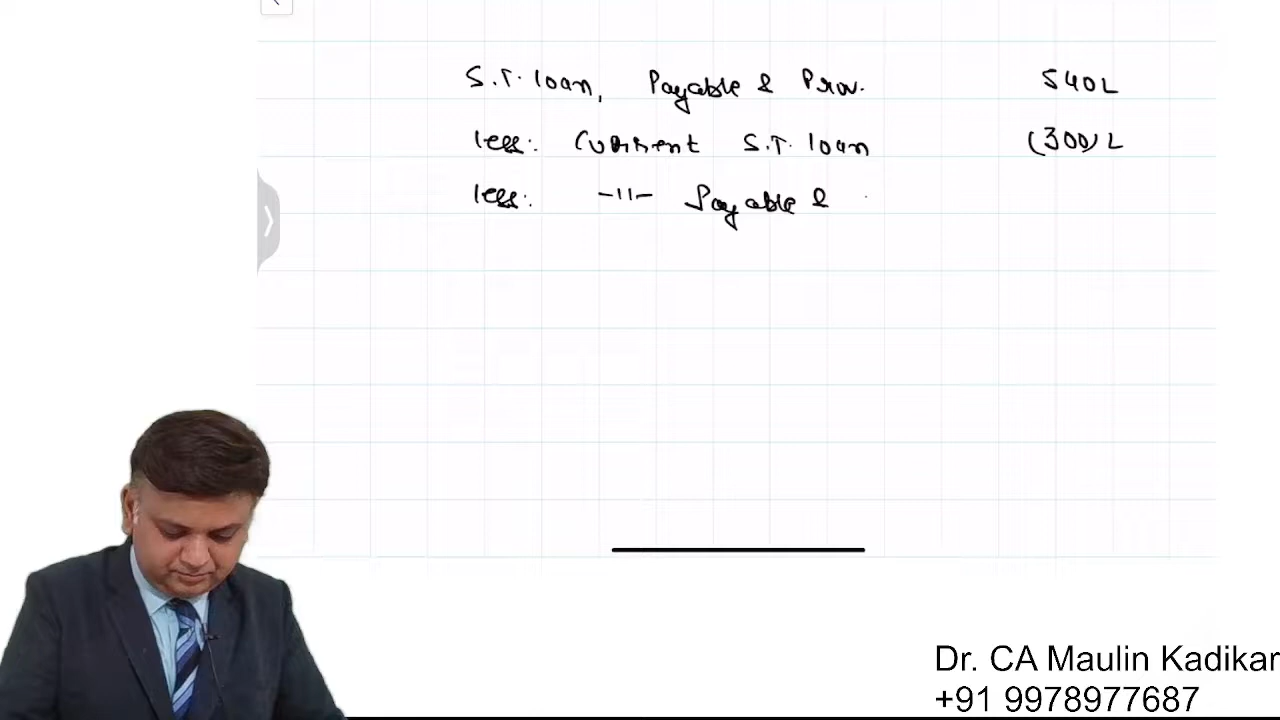 S.T. loan, Payable & Prov. 540L
less: Current S.T. loan (300)L
less: -11- Payable &
Dr. CA Maulin Kadikar
+91 9978977687